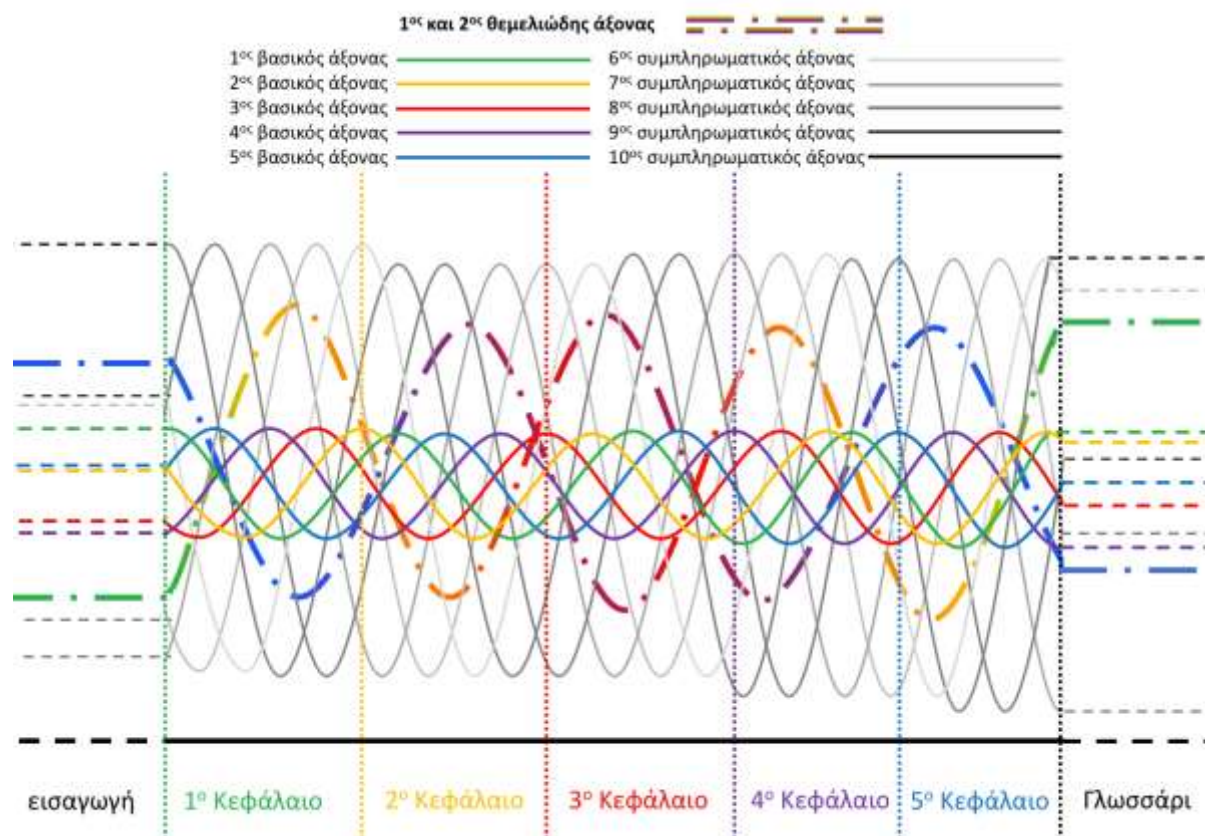 1ος και 2ος θεμελιώδης άξονας
1ος βασικός άξονας
2ος βασικός άξονας
3ος βασικός άξονας
4ος βασικός άξονας
5ος βασικός άξονας
6ος συμπληρωματικός άξονας
7ος συμπληρωματικός άξονας
8ος συμπληρωματικός άξονας
9ος συμπληρωματικός άξονας
10ος συμπληρωματικός άξονας
εισαγωγή 1ο Κεφάλαιο 2ο Κεφάλαιο 3ο Κεφάλαιο 4ο Κεφάλαιο 5ο Κεφάλαιο Γλωσσάρι